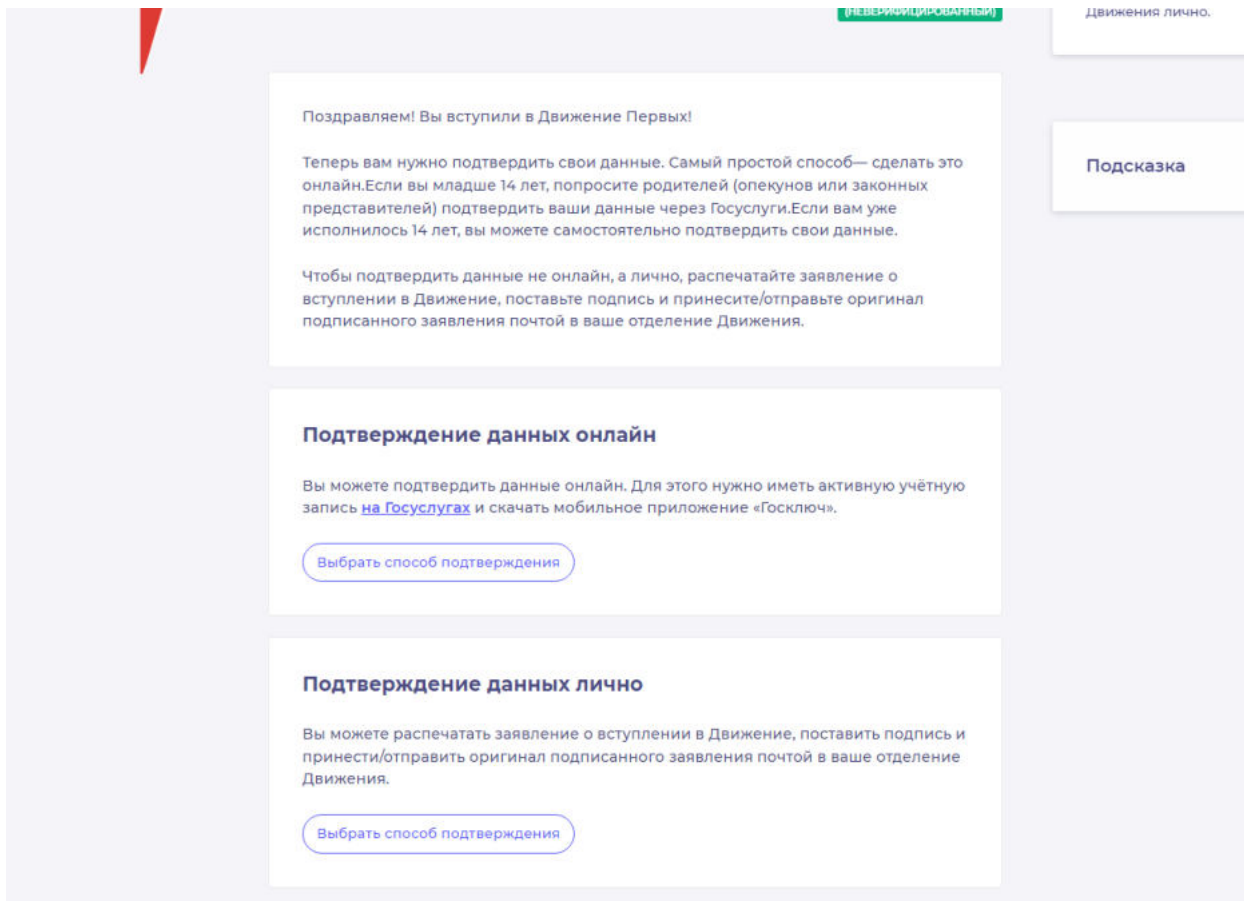 (НЕВЕРИФИЦИРОВАННЫЙ)
Движения лично.
Поздравляем! Вы вступили в Движение Первых!
Теперь вам нужно подтвердить свои данные. Самый простой способ— сделать это
онлайн.Если вы младше 14 лет, попросите родителей (опекунов или законных
представителей) подтвердить ваши данные через Госуслуги.Если вам уже
исполнилось 14 лет, вы можете самостоятельно подтвердить свои данные.
Чтобы подтвердить данные не онлайн, а лично, распечатайте заявление о
вступлении в Движение, поставьте подпись и принесите/отправьте оригинал
подписанного заявления почтой в ваше отделение Движения.
Подсказка
Подтверждение данных онлайн
Вы можете подтвердить данные онлайн. Для этого нужно иметь активную учётную
запись на Госуслугах и скачать мобильное приложение «Госключ».
Выбрать способ подтверждения
Подтверждение данных лично
Вы можете распечатать заявление о вступлении в Движение, поставить подпись и
принести/отправить оригинал подписанного заявления почтой в ваше отделение
Движения.
Выбрать способ подтверждения